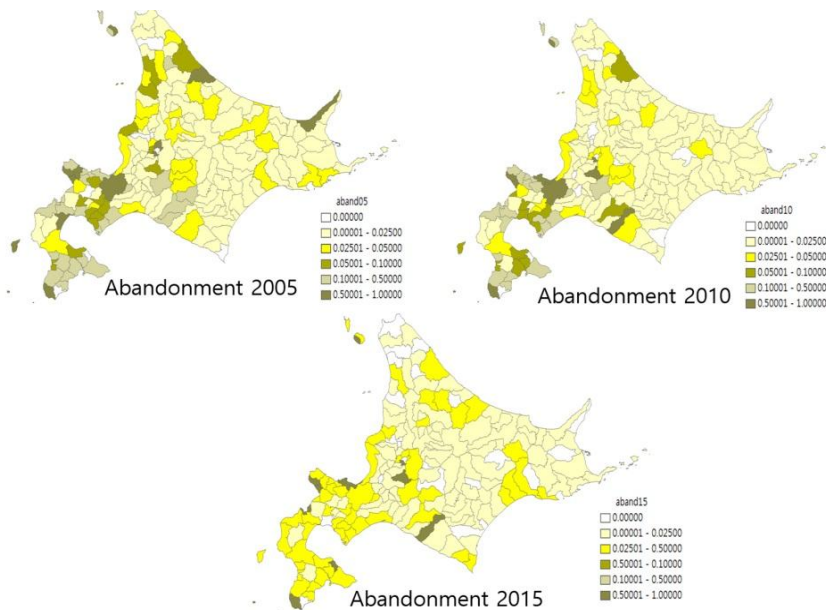 aband05
0.00000
0.00001 - 0.02500
0.02501 - 0.05000
0.05001 - 0.10000
0.10001 - 0.50000
0.50001 - 1.00000
Abandonment 2005
aband10
0.00000
0.00001 - 0.02500
0.02501 - 0.05000
0.05001 - 0.10000
0.10001 - 0.50000
0.50001 - 1.00000
Abandonment 2010
aband15
0.00000
0.00001 - 0.02500
0.02501 - 0.50000
0.50001 - 0.10000
0.10001 - 0.50000
0.50001 - 1.00000
Abandonment 2015